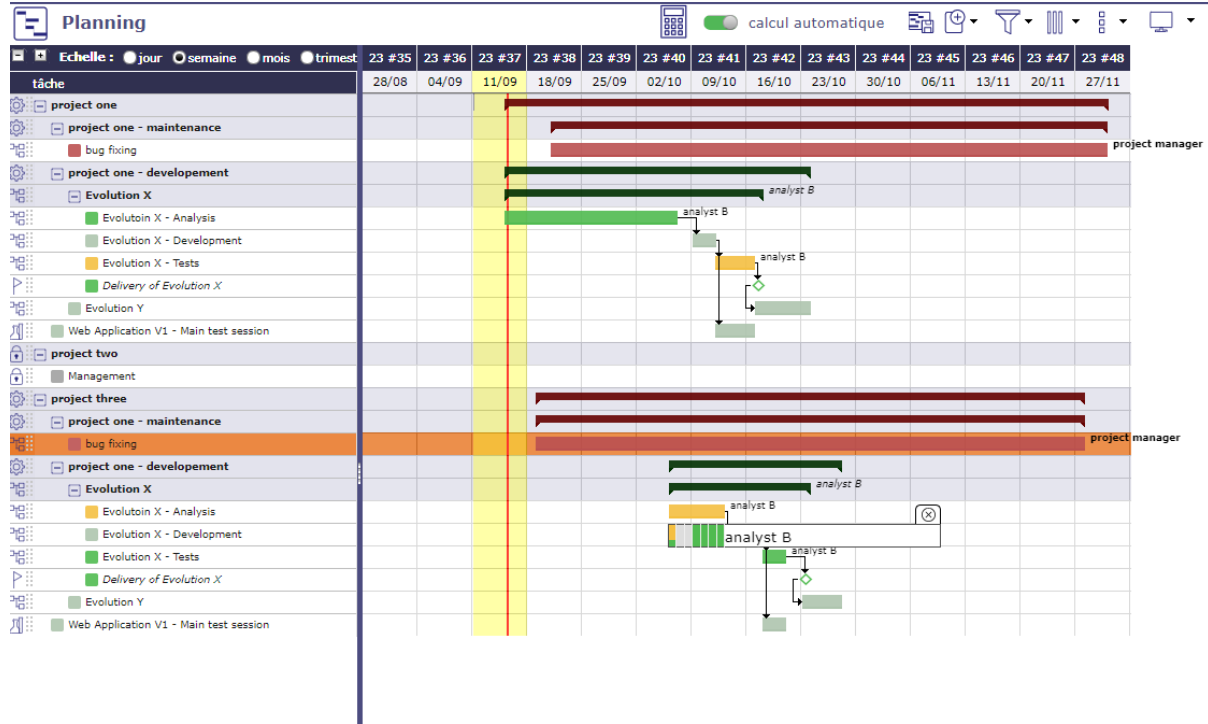 Planning
calcul automatique
Echelle : jour semaine mois trimest
23 #35 23 #36 23 #37 23 #38 23 #39 23 #40 23 #41 23 #42 23 #43 23 #44 23 #45 23 #46 23 #47 23 #48
tâche
28/08 04/09 11/09 18/09 25/09 02/10 09/10 16/10 23/10 30/10 06/11 13/11 20/11 27/11
project one
project one - maintenance
bug fixing
project manager
project one - developement
Evolution X
analyst B
Evolutoin X - Analysis
analyst B
Evolution X - Development
Evolution X - Tests
analyst B
Delivery of Evolution X
Evolution Y
Web Application V1 - Main test session
project two
Management
project three
project one - maintenance
bug fixing
project manager
project one - developement
Evolution X
analyst B
Evolutoin X - Analysis
analyst B
Evolution X - Development
analyst B
Evolution X - Tests
analyst B
Delivery of Evolution X
Evolution Y
Web Application V1 - Main test session